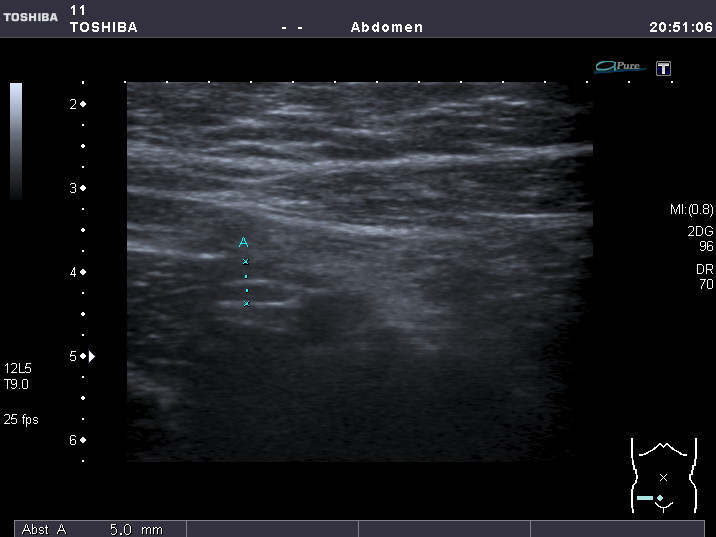 TOSHIBA
11
TOSHIBA - - Abdomen 20:51:06
aPure T
2
3
4
5
6
A
MI:(0.8)
2DG
96
DR
70
12L5
T9.0
25 fps
Abst A 5.0 mm